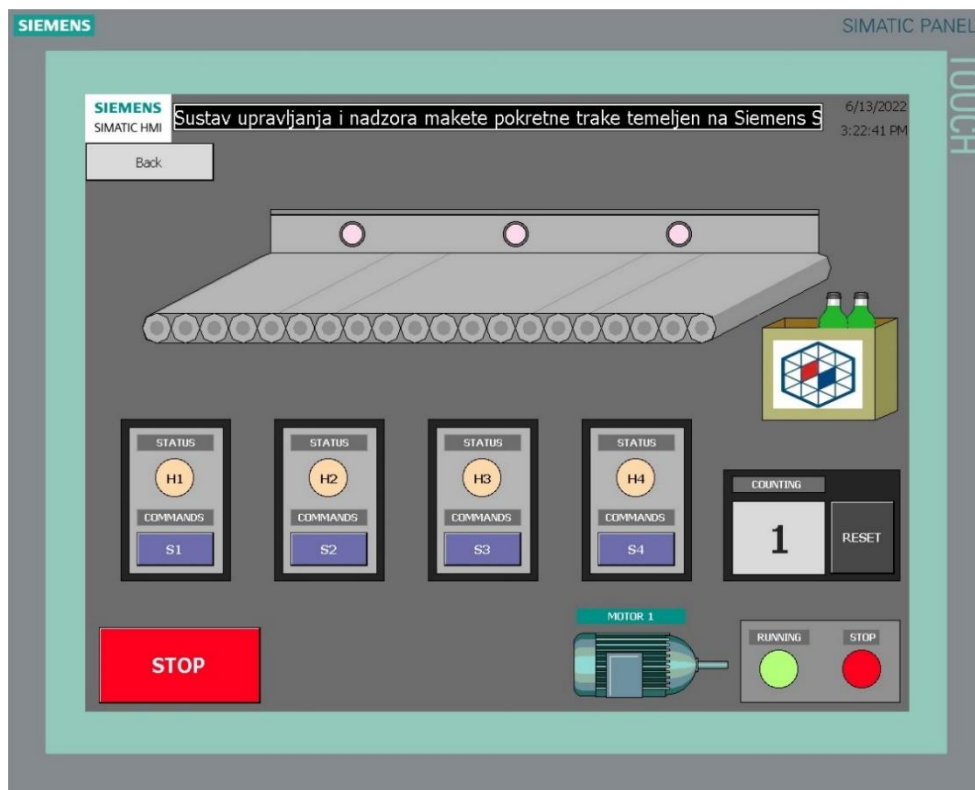 SIEMENS
SIMATIC PANEL
TOUCH
SIEMENS
SIMATIC HMI
Sustav upravljanja i nadzora makete pokretne trake temeljen na Siemens S
6/13/2022
3:22:41 PM
Back
STATUS
H1
COMMANDS
S1
STATUS
H2
COMMANDS
S2
STATUS
H3
COMMANDS
S3
STATUS
H4
COMMANDS
S4
COUNTING
1
RESET
STOP
MOTOR 1
RUNNING
STOP